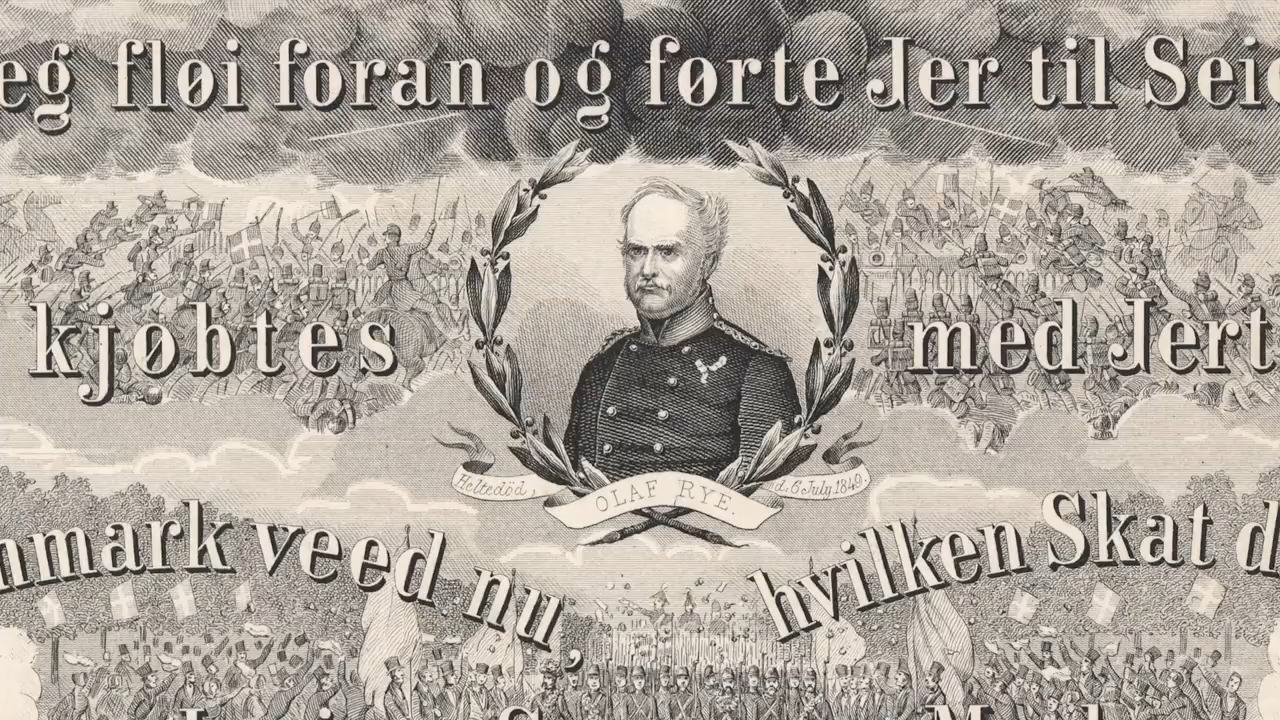 eg fløi foran og førte Jer til Seie
kjøbtes med Jert
Heltedöd, OLAF RYE. d. 6 July 1849.
nmark veed nu, hvilken Skat d